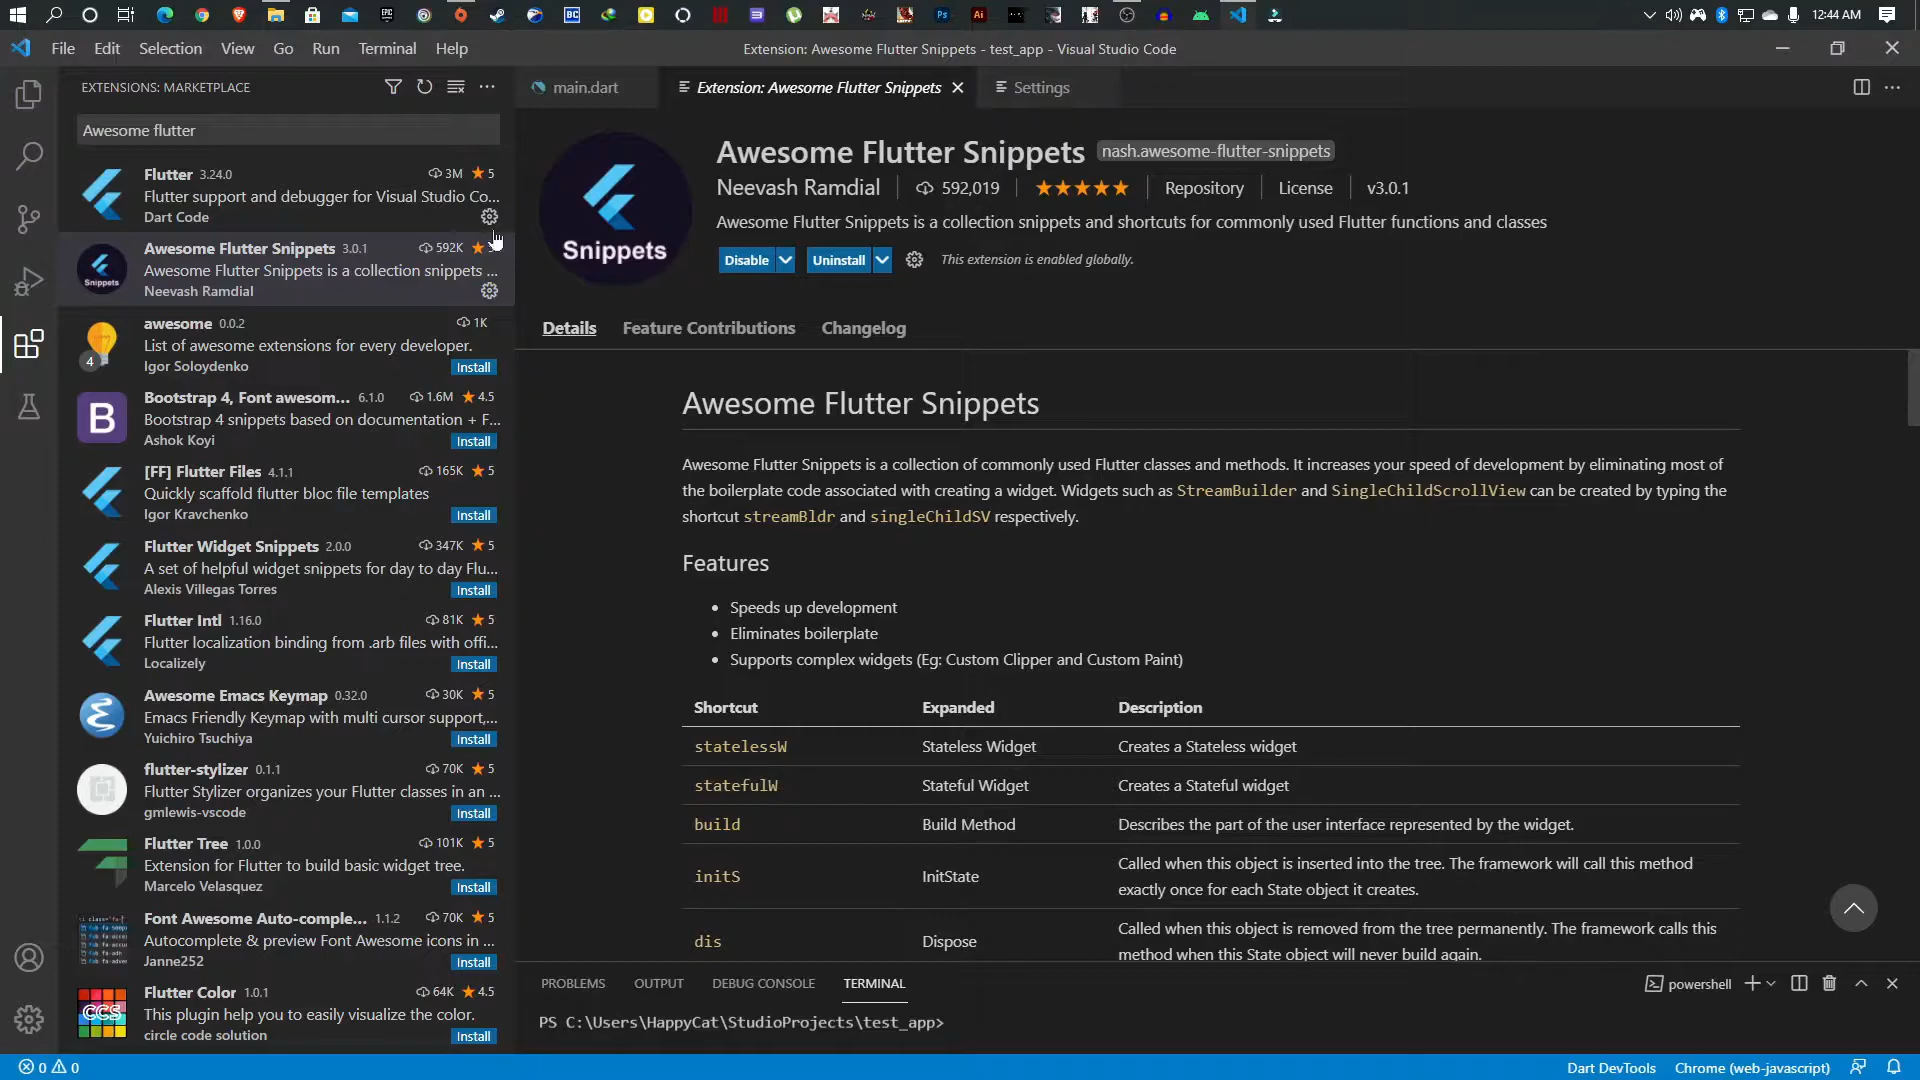 12:44 AM
File Edit Selection View Go Run Terminal Help
Extension: Awesome Flutter Snippets - test_app - Visual Studio Code
EXTENSIONS: MARKETPLACE
Awesome flutter
Flutter 3.24.0 3M 5
Flutter support and debugger for Visual Studio Co...
Dart Code
Awesome Flutter Snippets 3.0.1 592K
Awesome Flutter Snippets is a collection snippets ...
Neevash Ramdial
awesome 0.0.2 1K
List of awesome extensions for every developer.
4
Igor Soloydenko Install
Bootstrap 4, Font awesom... 6.1.0 1.6M 4.5
Bootstrap 4 snippets based on documentation + F...
Ashok Koyi Install
[FF] Flutter Files 4.1.1 165K 5
Quickly scaffold flutter bloc file templates
Igor Kravchenko Install
Flutter Widget Snippets 2.0.0 347K 5
A set of helpful widget snippets for day to day Flu...
Alexis Villegas Torres Install
Flutter Intl 1.16.0 81K 5
Flutter localization binding from .arb files with offi...
Localizely Install
Awesome Emacs Keymap 0.32.0 30K 5
Emacs Friendly Keymap with multi cursor support,...
Yuichiro Tsuchiya Install
flutter-stylizer 0.1.1 70K 5
Flutter Stylizer organizes your Flutter classes in an ...
gmlewis-vscode Install
Flutter Tree 1.0.0 101K 5
Extension for Flutter to build basic widget tree.
Marcelo Velasquez Install
Font Awesome Auto-comple... 1.1.2 70K 5
Autocomplete & preview Font Awesome icons in ...
Janne252 Install
Flutter Color 1.0.1 64K 4.5
CCS
This plugin help you to easily visualize the color.
circle code solution Install
main.dart Extension: Awesome Flutter Snippets Settings
Snippets
Awesome Flutter Snippets nash.awesome-flutter-snippets
Neevash Ramdial 592,019 Repository License v3.0.1
Awesome Flutter Snippets is a collection snippets and shortcuts for commonly used Flutter functions and classes
Disable Uninstall This extension is enabled globally.
Details Feature Contributions Changelog
Awesome Flutter Snippets
Awesome Flutter Snippets is a collection of commonly used Flutter classes and methods. It increases your speed of development by eliminating most of
the boilerplate code associated with creating a widget. Widgets such as StreamBuilder and SingleChildScrollView can be created by typing the
shortcut streamBldr and singleChildSV respectively.
Features
• Speeds up development
• Eliminates boilerplate
• Supports complex widgets (Eg: Custom Clipper and Custom Paint)
Shortcut Expanded Description
statelessW Stateless Widget Creates a Stateless widget
statefulW Stateful Widget Creates a Stateful widget
build Build Method Describes the part of the user interface represented by the widget.
initS InitState Called when this object is inserted into the tree. The framework will call this method
exactly once for each State object it creates.
dis Dispose Called when this object is removed from the tree permanently. The framework calls this
method when this State object will never build again.
PROBLEMS OUTPUT DEBUG CONSOLE TERMINAL powershell
PS C:\Users\HappyCat\StudioProjects\test_app>
0 0 Dart DevTools Chrome (web-javascript)